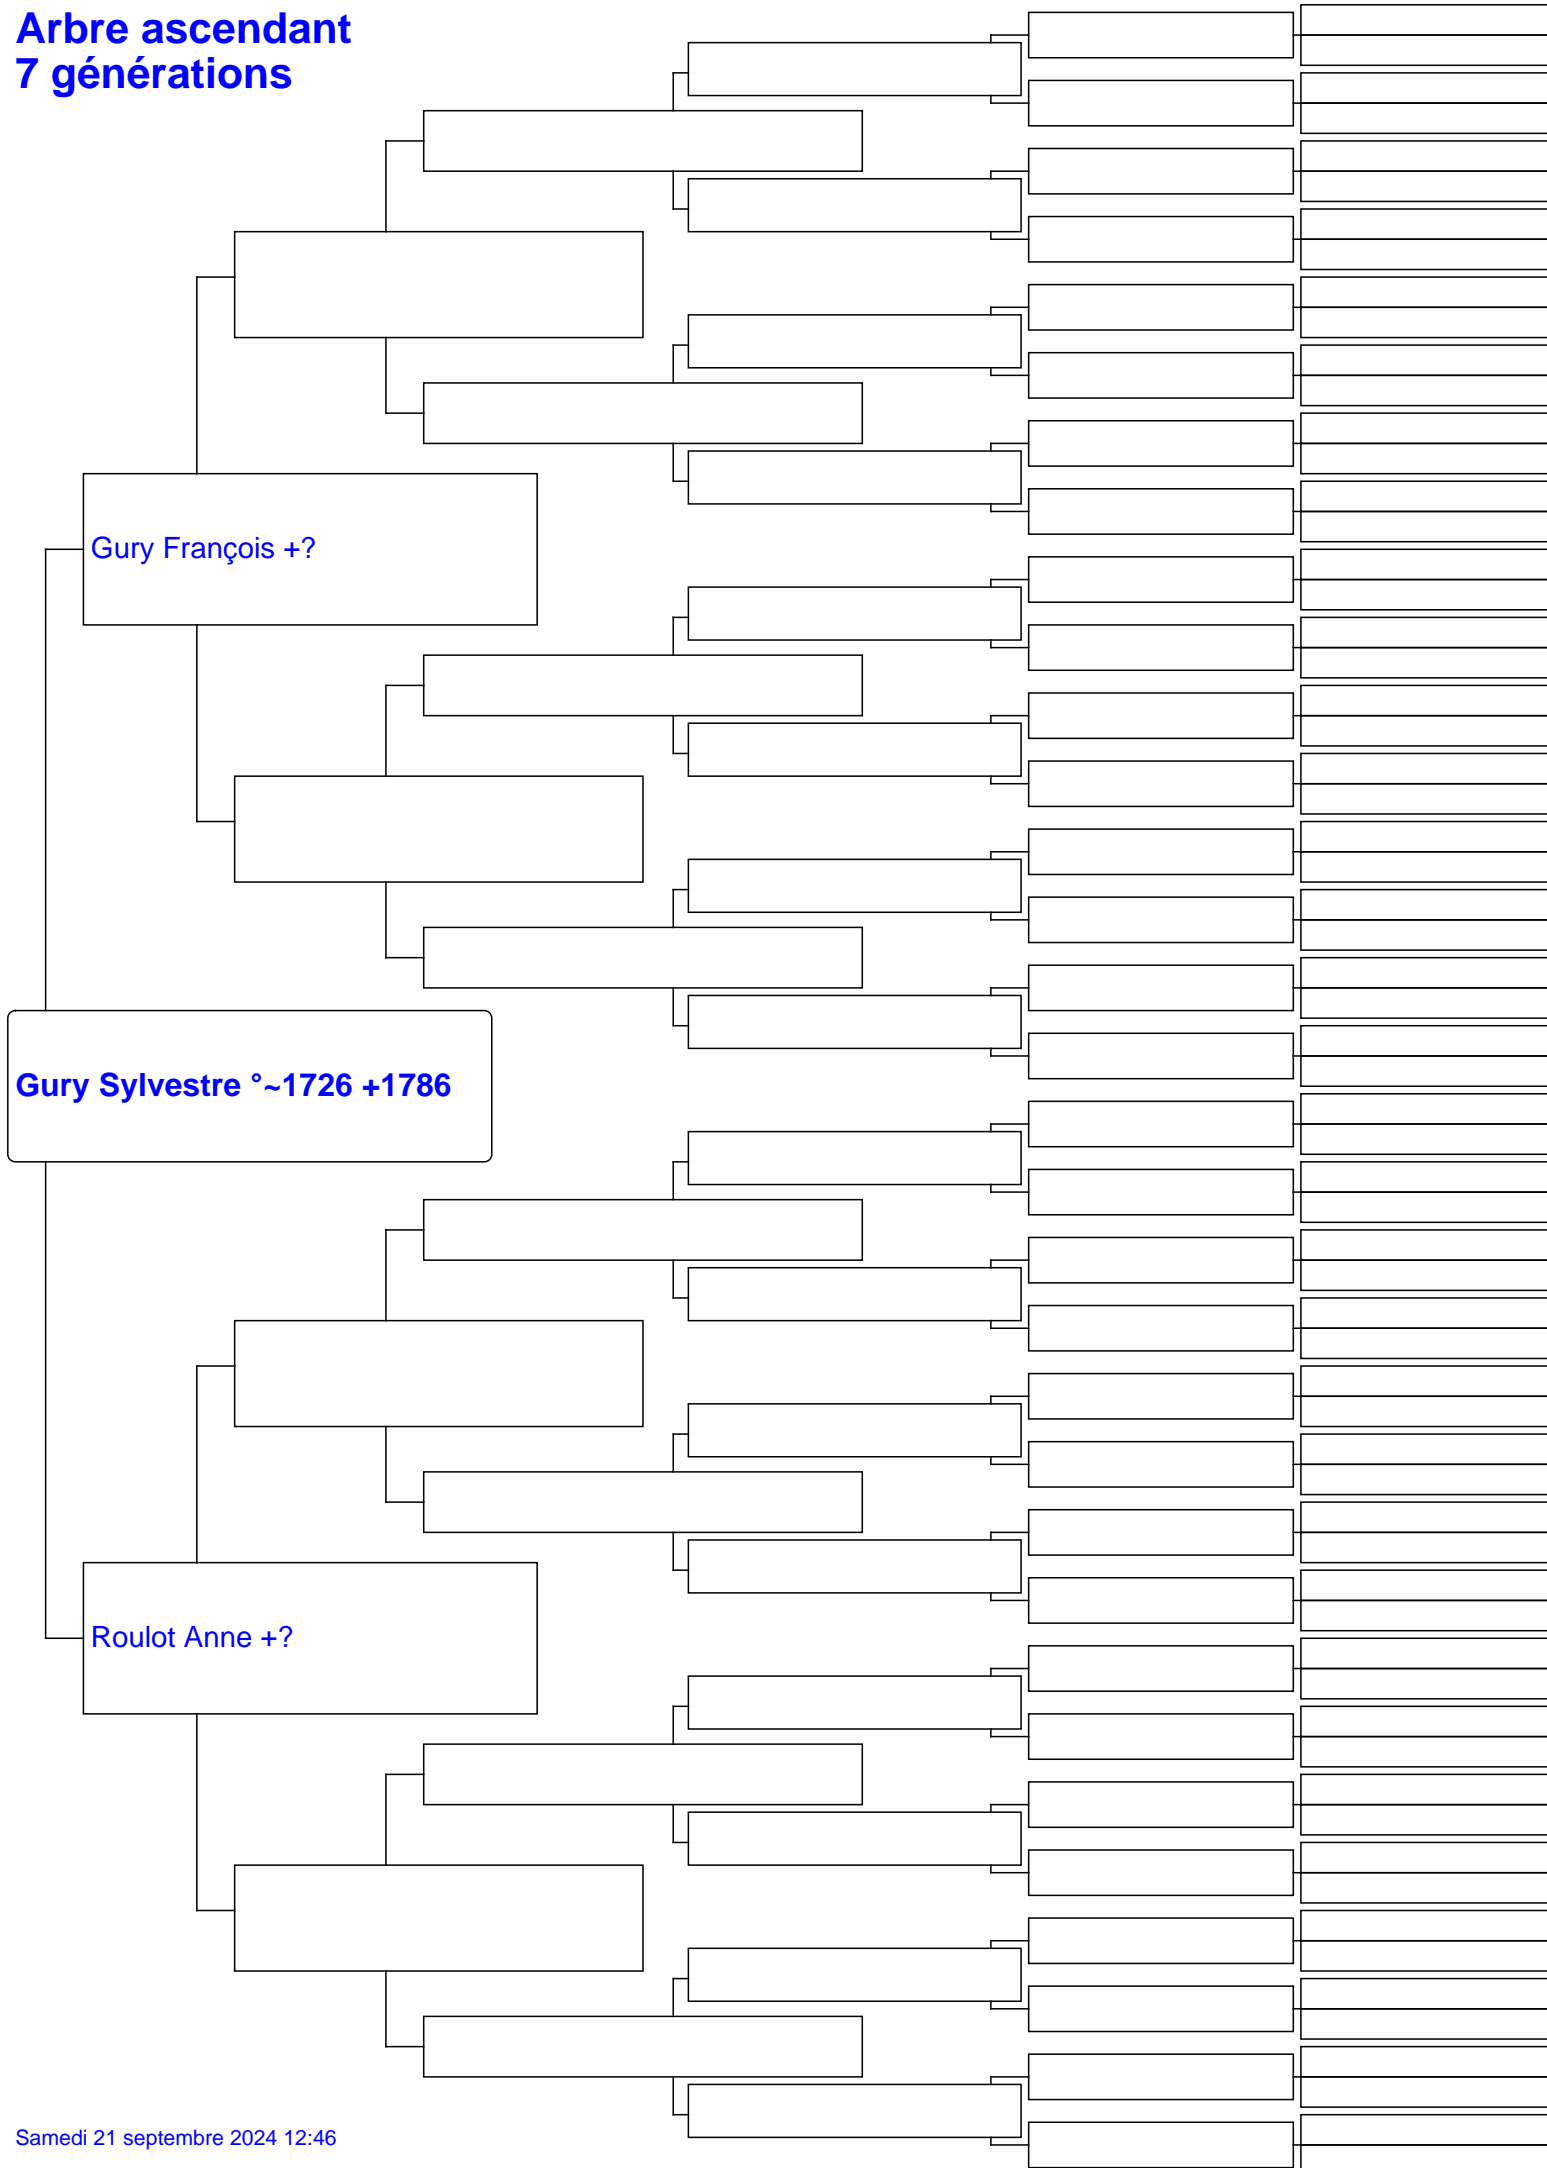 Arbre ascendant
7 générations
Gury François +?
Gury Sylvestre °~1726 +1786
Roulot Anne +?
Samedi 21 septembre 2024 12:46